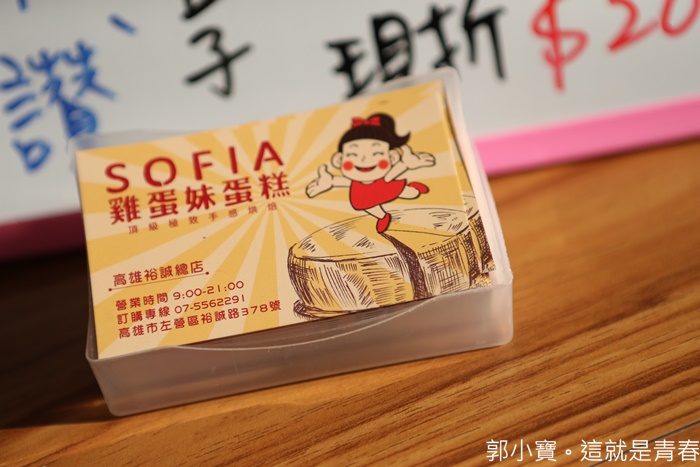 讚
子
現折 $20
SOFIA
雞蛋妹蛋糕
頂級極致手感烘焙
高雄裕誠總店
營業時間 9:00-21:00
訂購專線 07-5562291
高雄市左營區裕誠路378號
郭小寶。這就是青春